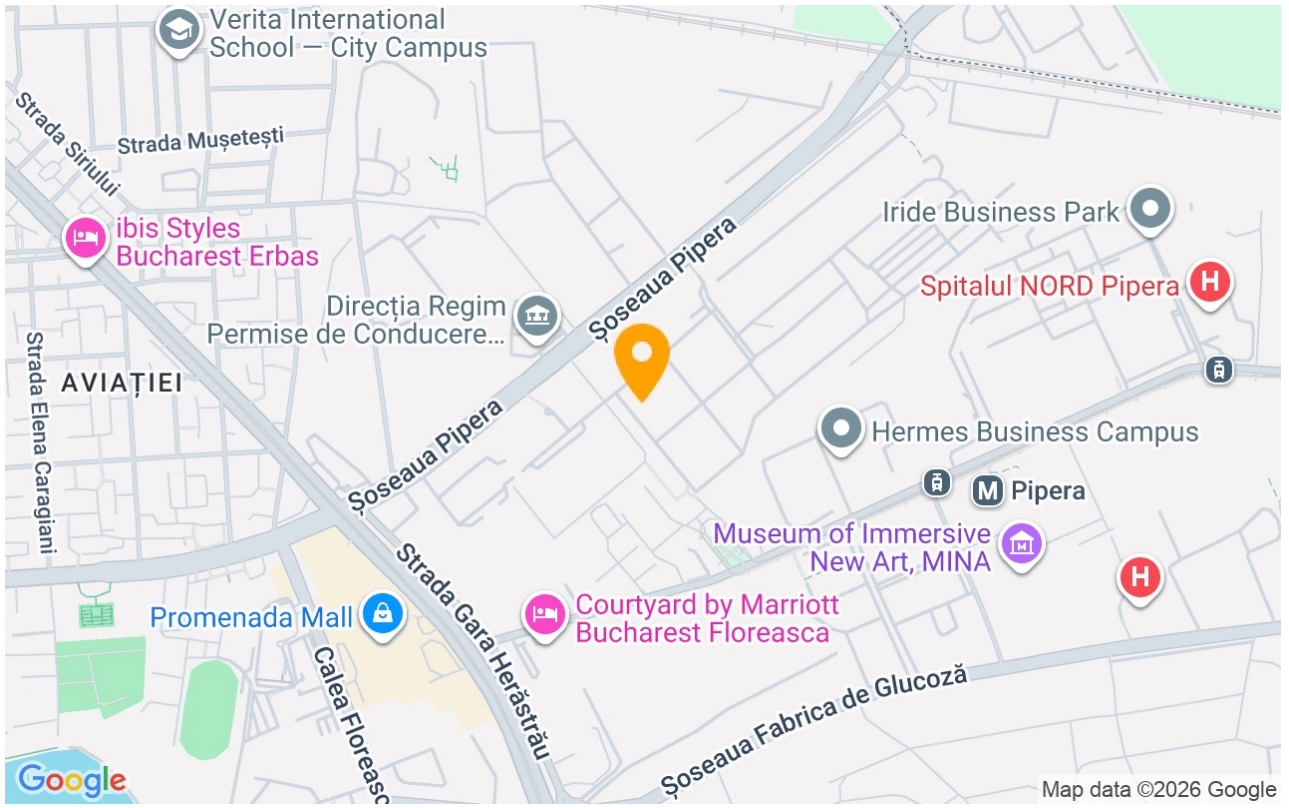 Verita International
School — City Campus
Strada Siriului
Strada Mușetești
ibis Styles
Bucharest Erbas
Iride Business Park
Șoseaua Pipera
Spitalul NORD Pipera
H
Direcția Regim
Permise de Conducere...
Strada Elena Caragiani
AVIAȚIEI
Șoseaua Pipera
Hermes Business Campus
M Pipera
Museum of Immersive
New Art, MINA
H
Strada Gara Herăstrău
Promenada Mall
Courtyard by Marriott
Bucharest Floreasca
Calea Floreasc
Șoseaua Fabrica de Glucoză
Google
Map data ©2026 Google